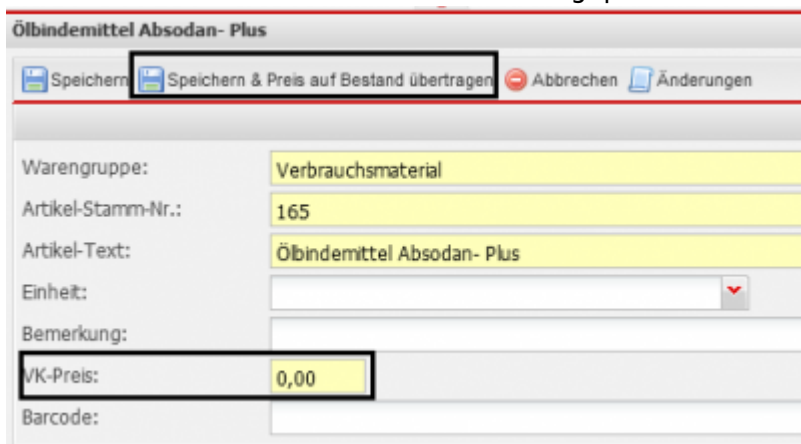 Ölbindemittel Absodan- Plus
Speichern Speichern & Preis auf Bestand übertragen Abbrechen Änderungen
Warengruppe: Verbrauchsmaterial
Artikel-Stamm-Nr.: 165
Artikel-Text: Ölbindemittel Absodan- Plus
Einheit:
Bemerkung:
VK-Preis: 0,00
Barcode: